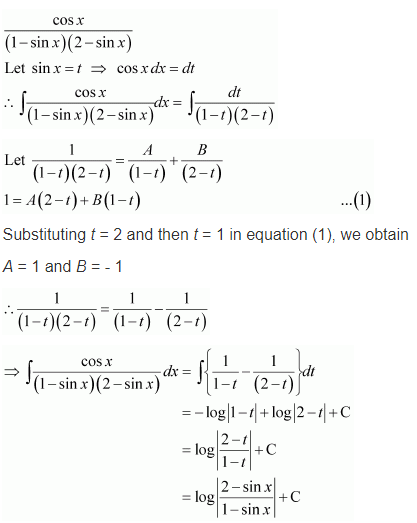 cos x / (1−sin x)(2−sin x)
Let sin x = t ⇒ cos x dx = dt
∴ ∫ cos x / (1−sin x)(2−sin x) dx = ∫ dt / (1−t)(2−t)
Let 1 / (1−t)(2−t) = A / (1−t) + B / (2−t)
1 = A(2−t) + B(1−t) ...(1)
Substituting t = 2 and then t = 1 in equation (1), we obtain
A = 1 and B = - 1
∴ 1 / (1−t)(2−t) = 1 / (1−t) − 1 / (2−t)
⇒ ∫ cos x / (1−sin x)(2−sin x) dx = ∫ { 1 / 1−t − 1 / (2−t) } dt
= −log|1−t| + log|2−t| + C
= log | 2−t / 1−t | + C
= log | 2−sin x / 1−sin x | + C